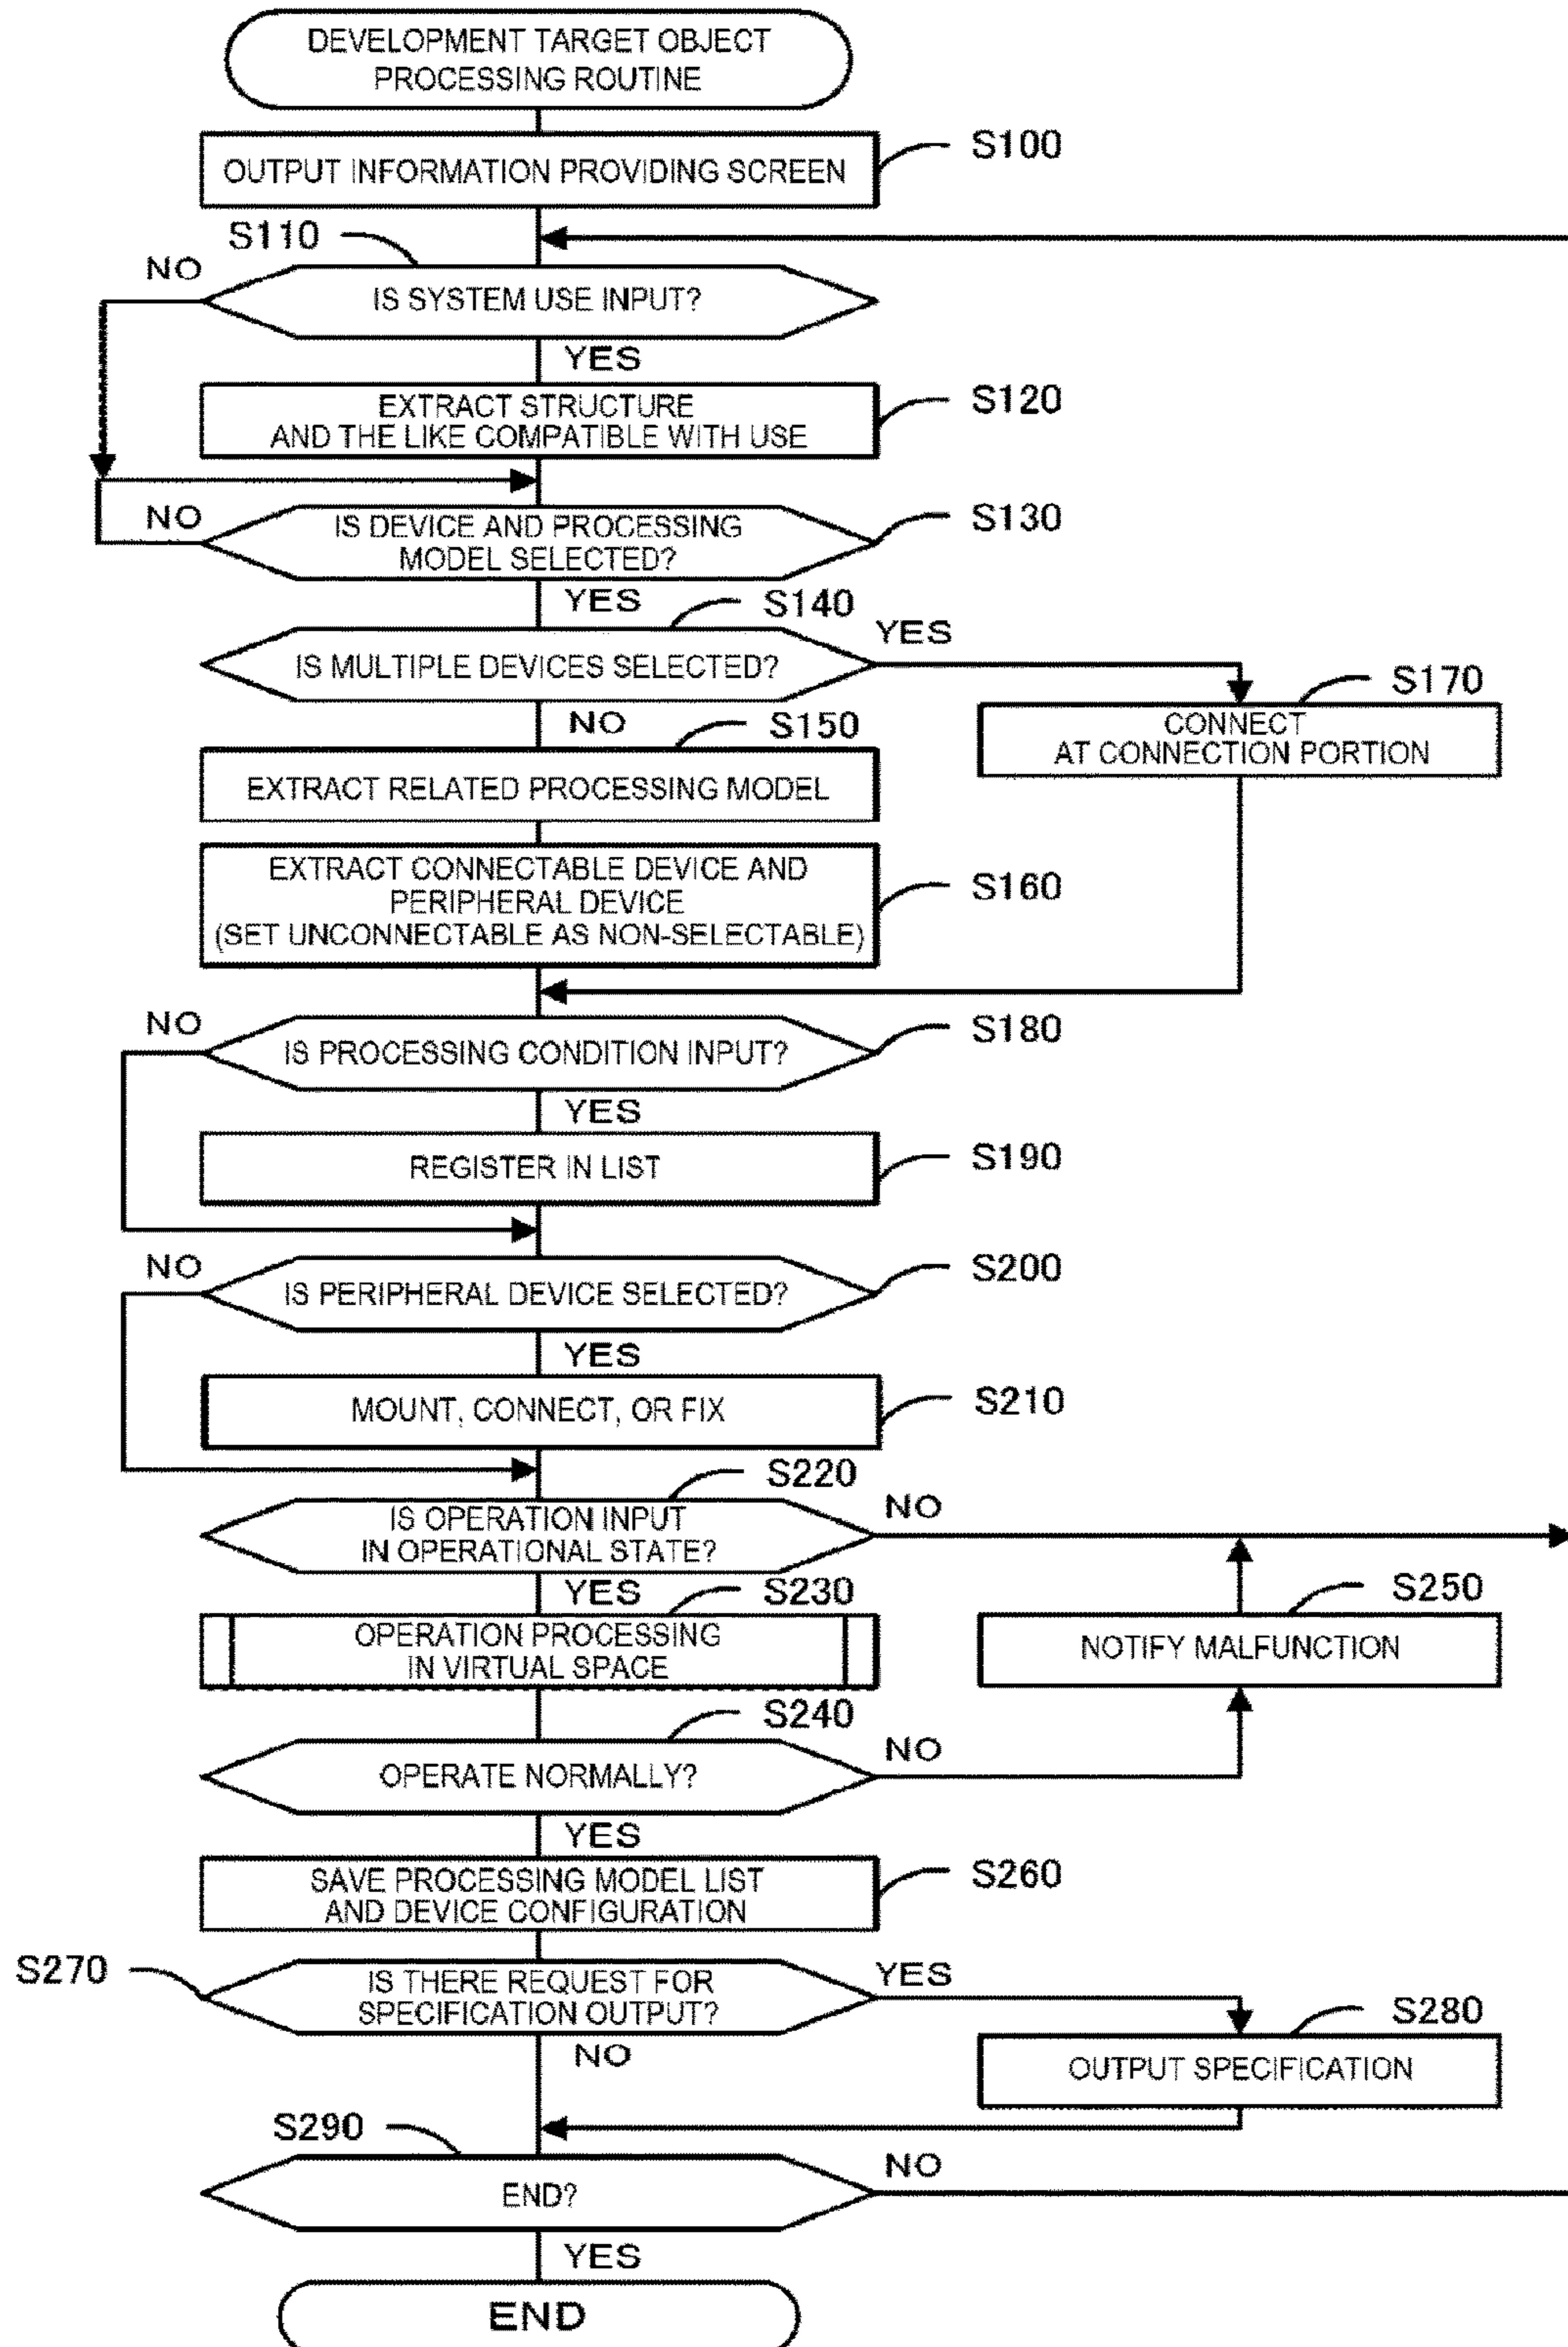 DEVELOPMENT TARGET OBJECT
PROCESSING ROUTINE
OUTPUT INFORMATION PROVIDING SCREEN
S100
S110
NO
IS SYSTEM USE INPUT?
YES
EXTRACT STRUCTURE
AND THE LIKE COMPATIBLE WITH USE
S120
NO
IS DEVICE AND PROCESSING
MODEL SELECTED?
S130
YES
S140
IS MULTIPLE DEVICES SELECTED?
YES
S170
CONNECT
AT CONNECTION PORTION
NO
S150
EXTRACT RELATED PROCESSING MODEL
EXTRACT CONNECTABLE DEVICE AND
PERIPHERAL DEVICE
(SET UNCONNECTABLE AS NON-SELECTABLE)
S160
NO
IS PROCESSING CONDITION INPUT?
S180
YES
REGISTER IN LIST
S190
NO
IS PERIPHERAL DEVICE SELECTED?
S200
YES
MOUNT, CONNECT, OR FIX
S210
S220
IS OPERATION INPUT
IN OPERATIONAL STATE?
NO
YES
S230
OPERATION PROCESSING
IN VIRTUAL SPACE
S250
NOTIFY MALFUNCTION
S240
OPERATE NORMALLY?
NO
YES
SAVE PROCESSING MODEL LIST
AND DEVICE CONFIGURATION
S260
S270
IS THERE REQUEST FOR
SPECIFICATION OUTPUT?
YES
S280
OUTPUT SPECIFICATION
NO
S290
END?
NO
YES
END